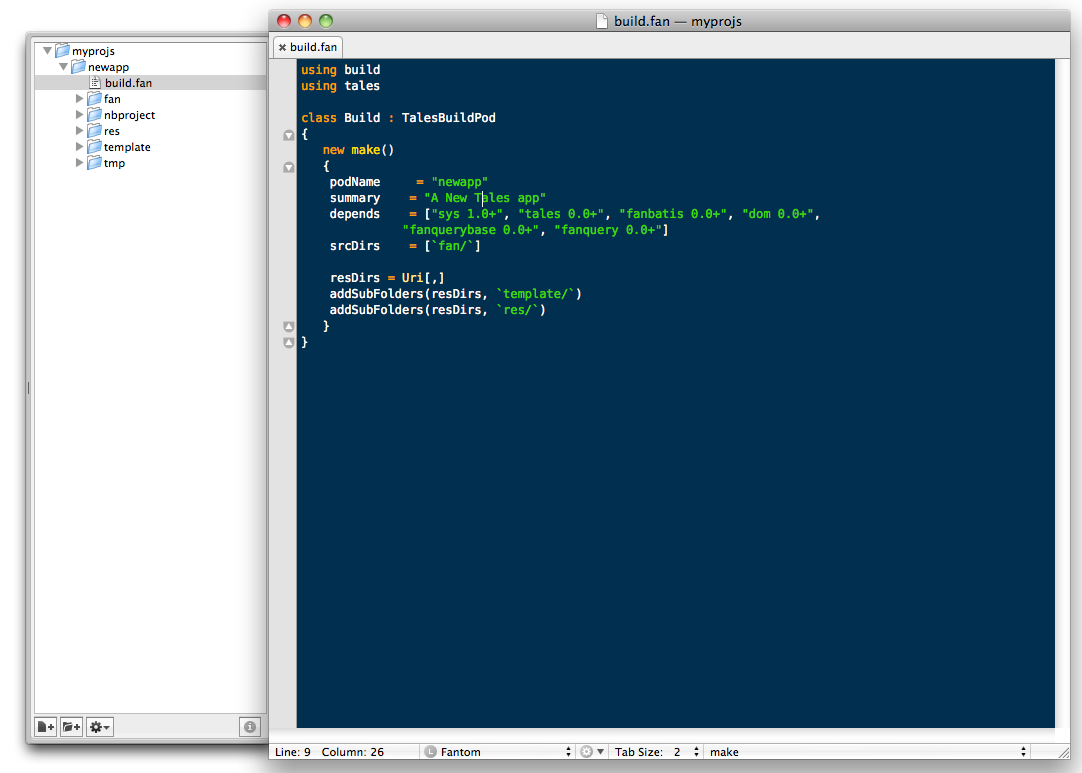 build.fan — myprojs
myprojs
newapp
build.fan
fan
nbproject
res
template
tmp
build.fan
using build
using tales
class Build : TalesBuildPod
{
new make()
{
podName = "newapp"
summary = "A New Tales app"
depends = ["sys 1.0+", "tales 0.0+", "fanbatis 0.0+", "dom 0.0+",
"fanquerybase 0.0+", "fanquery 0.0+"]
srcDirs = [`fan/`]
resDirs = Uri[,]
addSubFolders(resDirs, `template/`)
addSubFolders(resDirs, `res/`)
}
}
Line: 9 Column: 26 L Fantom Tab Size: 2 make